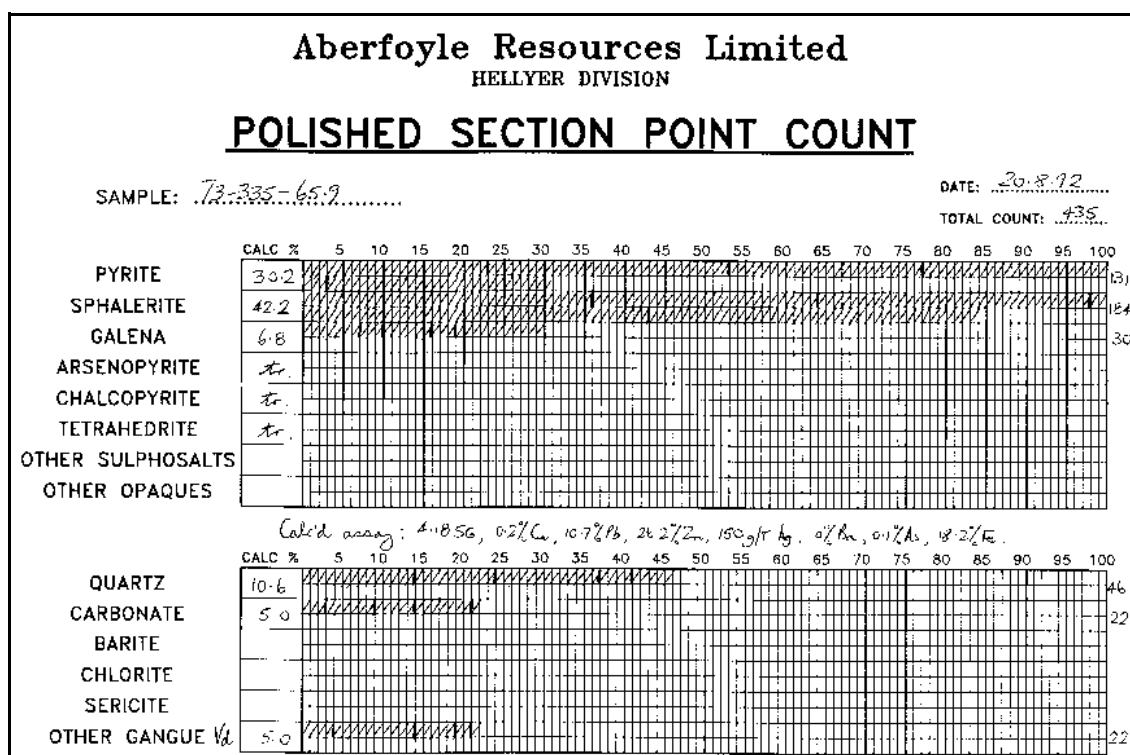 Aberfoyle Resources Limited
HELLYER DIVISION
POLISHED SECTION POINT COUNT
SAMPLE: 73-335-65.9
DATE: 20.8.92
TOTAL COUNT: 435
CALC % 5 10 15 20 25 30 35 40 45 50 55 60 65 70 75 80 85 90 95 100
PYRITE 30.2 131
SPHALERITE 42.2 184
GALENA 6.8 30
ARSENOPYRITE tr.
CHALCOPYRITE tr.
TETRAHEDRITE tr.
OTHER SULPHOSALTS
OTHER OPAQUES
Calc'd assay: 4.18 SG, 0.2% Cu, 10.7% Pb, 26.2% Zn, 150 g/T Ag, 0% Ba, 0.1% As, 18.2% Fe.
CALC % 5 10 15 20 25 30 35 40 45 50 55 60 65 70 75 80 85 90 95 100
QUARTZ 10.6 46
CARBONATE 5.0 22
BARITE
CHLORITE
SERICITE
OTHER GANGUE Vd 5.0 22